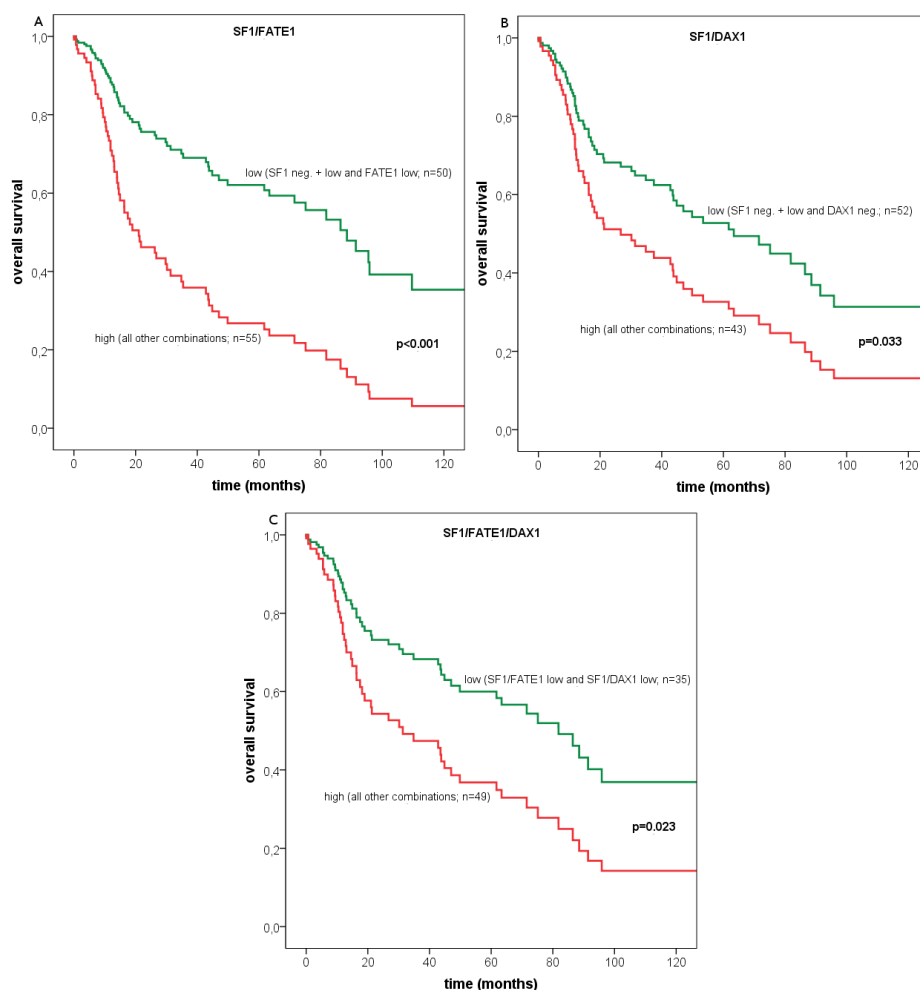 A
SF1/FATE1
1,0
0,8
0,6
0,4
0,2
0,0
overall survival
low (SF1 neg. + low and FATE1 low; n=50)
high (all other combinations; n=55)
p<0.001
0 20 40 60 80 100 120
time (months)
B
SF1/DAX1
1,0
0,8
0,6
0,4
0,2
0,0
overall survival
low (SF1 neg. + low and DAX1 neg.; n=52)
high (all other combinations; n=43)
p=0.033
0 20 40 60 80 100 120
time (months)
C
SF1/FATE1/DAX1
1,0
0,8
0,6
0,4
0,2
0,0
overall survival
low (SF1/FATE1 low and SF1/DAX1 low; n=35)
high (all other combinations; n=49)
p=0.023
0 20 40 60 80 100 120
time (months)